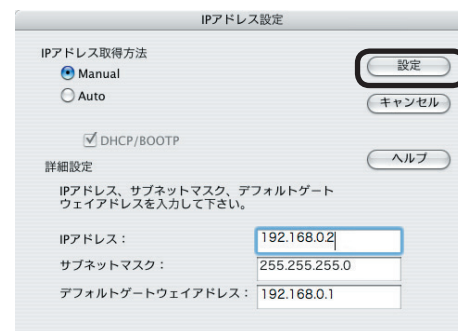 IPアドレス設定
IPアドレス取得方法
Manual
Auto
DHCP/BOOTP
設定
キャンセル
ヘルプ
詳細設定
IPアドレス、サブネットマスク、デフォルトゲート
ウェイアドレスを入力して下さい。
IPアドレス： 192.168.0.2
サブネットマスク： 255.255.255.0
デフォルトゲートウェイアドレス： 192.168.0.1